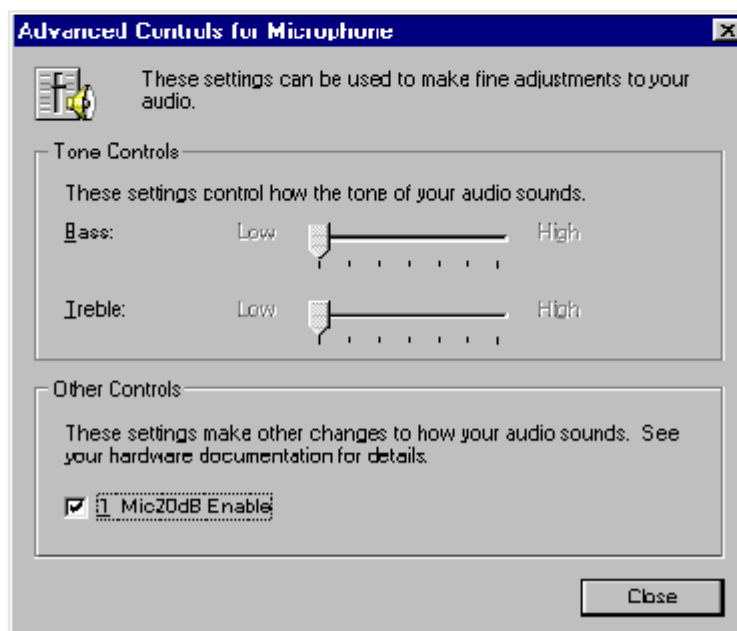 Advanced Controls for Microphone
These settings can be used to make fine adjustments to your
audio.
Tone Controls
These settings control how the tone of your audio sounds.
Bass: Low High
Treble: Low High
Other Controls
These settings make other changes to how your audio sounds. See
your hardware documentation for details.
1 Mic20dB Enable
Close